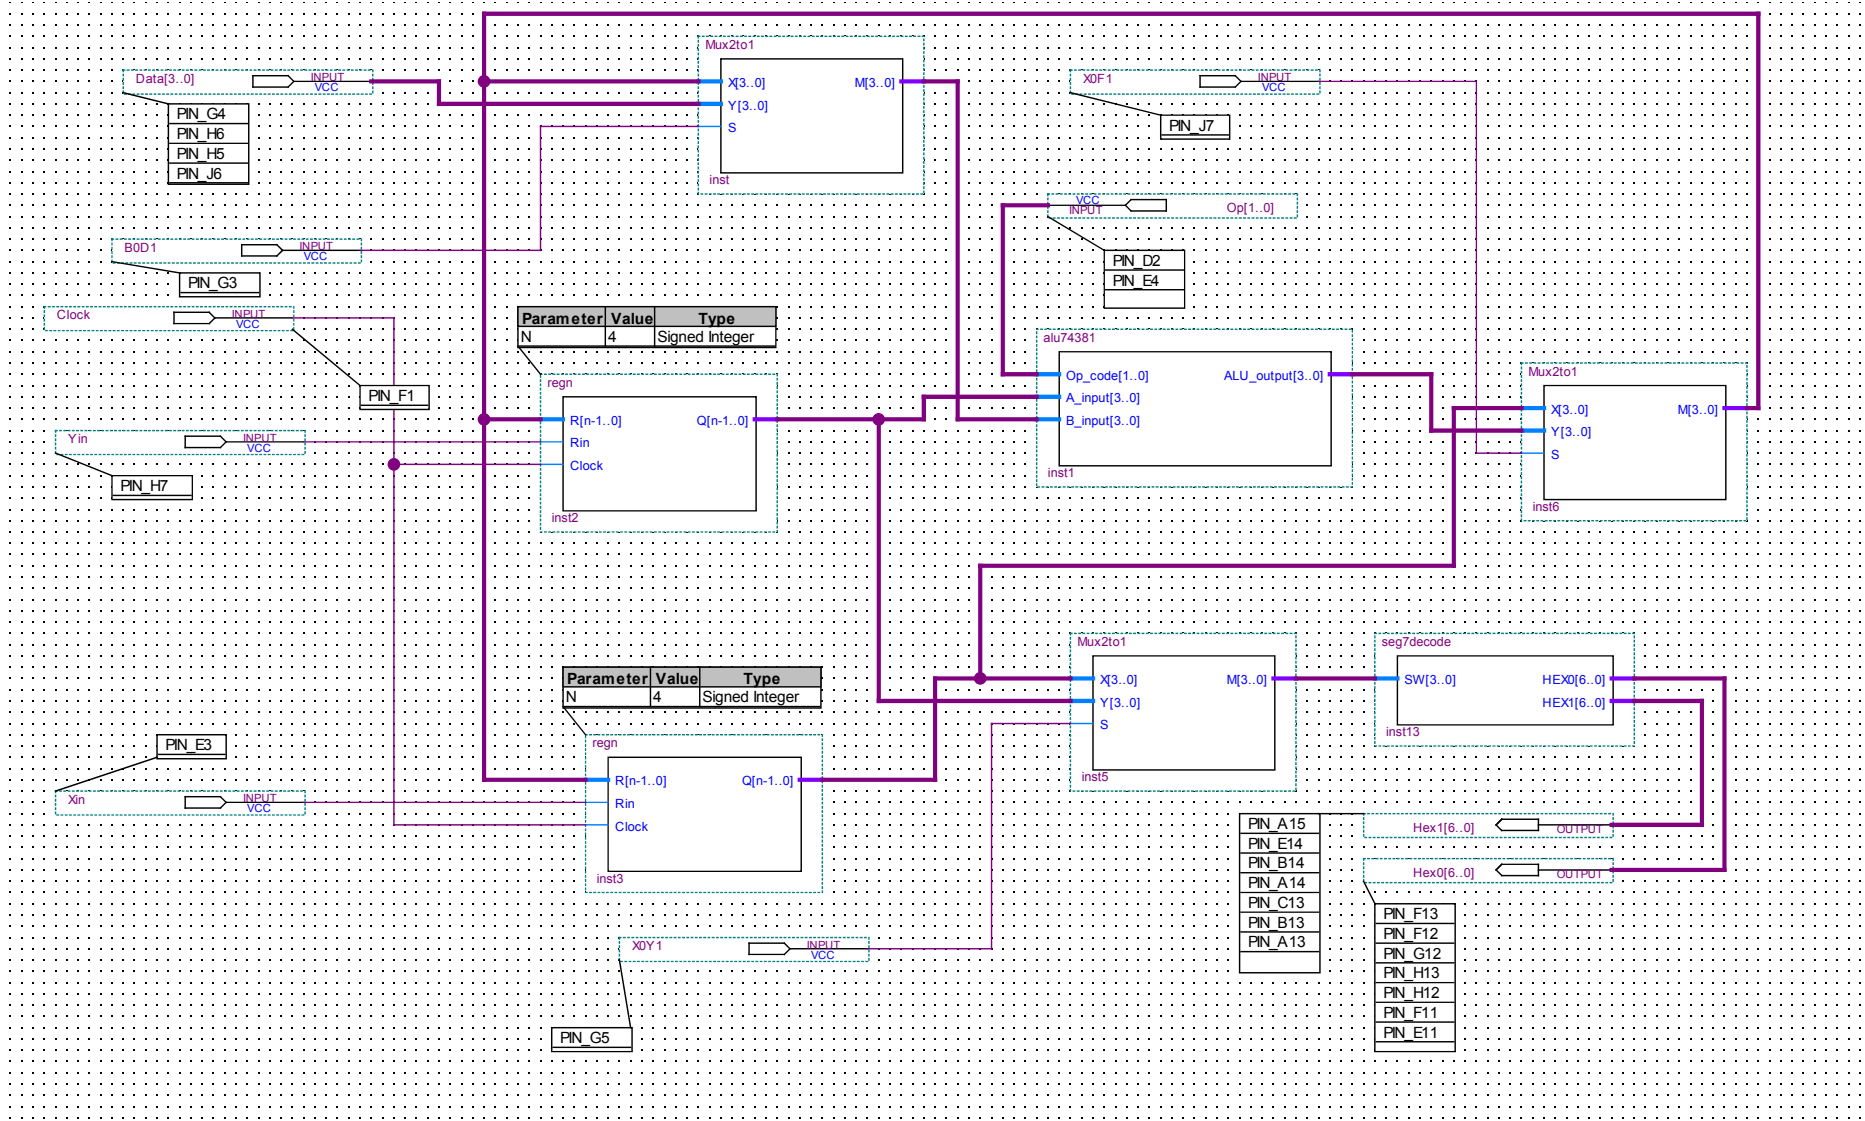 Mux2to1
Data[3..0]
INPUT
VCC
X[3..0]
M[3..0]
Y[3..0]
S
inst
PIN_G4
PIN_H6
PIN_H5
PIN_J6
X0F1
INPUT
VCC
PIN_J7
VCC
INPUT
Op[1..0]
PIN_D2
PIN_E4
B0D1
INPUT
VCC
PIN_G3
Clock
INPUT
VCC
PIN_F1
Parameter Value Type
N 4 Signed Integer
regn
R[n-1..0]
Q[n-1..0]
Rin
Clock
inst2
Yin
INPUT
VCC
PIN_H7
alu74381
Op_code[1..0]
ALU_output[3..0]
A_input[3..0]
B_input[3..0]
inst1
Mux2to1
X[3..0]
M[3..0]
Y[3..0]
S
inst6
Mux2to1
X[3..0]
M[3..0]
Y[3..0]
S
inst5
seg7decode
SW[3..0]
HEX0[6..0]
HEX1[6..0]
inst13
Parameter Value Type
N 4 Signed Integer
regn
R[n-1..0]
Q[n-1..0]
Rin
Clock
inst3
PIN_E3
Xin
INPUT
VCC
PIN_A15
PIN_E14
PIN_B14
PIN_A14
PIN_C13
PIN_B13
PIN_A13
Hex1[6..0]
OUTPUT
Hex0[6..0]
OUTPUT
PIN_F13
PIN_F12
PIN_G12
PIN_H13
PIN_H12
PIN_F11
PIN_E11
X0Y1
INPUT
VCC
PIN_G5